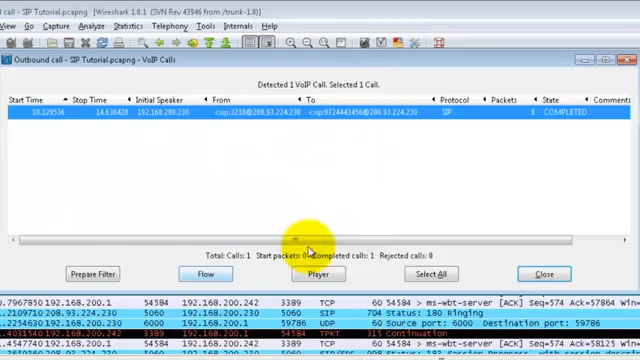 call - SIP Tutorial.pcapng [Wireshark 1.8.1 (SVN Rev 43946 from /trunk-1.8)]
View Go Capture Analyze Statistics Telephony Tools Internals Help
Outbound call - SIP Tutorial.pcapng - VoIP Calls
Detected 1 VoIP Call. Selected 1 Call.
Start Time Stop Time Initial Speaker From To Protocol Packets State Comments
10.129536 14.636420 192.168.200.230 <sip:3210@208.93.224.230 <sip:9724443456@208.93.224.230 SIP 8 COMPLETED
Total: Calls: 1 Start packets: 0 Completed calls: 1 Rejected calls: 0
Prepare Filter Flow Player Select All Close
0.7967850 192.168.200.1 54584 192.168.200.242 3389 TCP 60 54584 > ms-wbt-server [ACK] Seq=574 Ack=57864
1.2109710 208.93.224.230 5060 5060 SIP 704 Status: 180 Ringing
1.2254630 192.168.200.230 6000 192.168.200.1 59786 UDP 60 Source port: 6000 Destination port: 59786
1.4031540 192.168.200.242 3389 192.168.200.1 54584 TPKT 315 Continuation
192.168.200.1 54584 192.168.200.242 3389 TCP 60 54584 > ms-wbt-server [ACK] Seq=574 Ack=58125